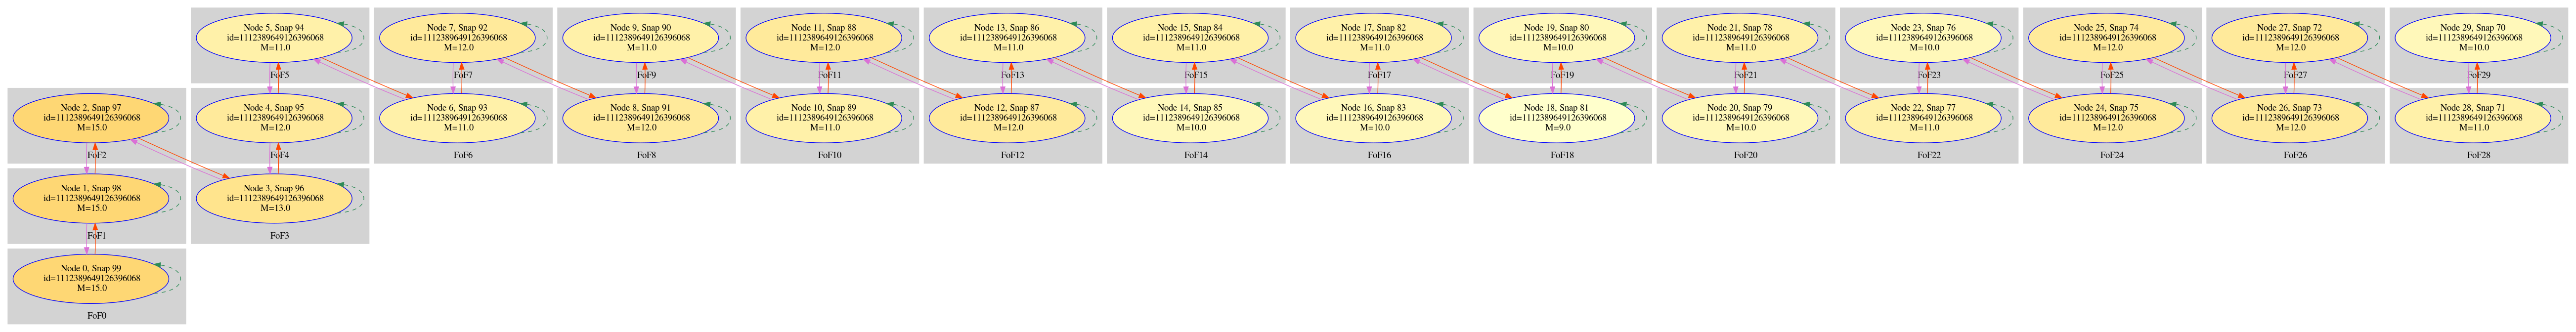 Node 5, Snap 94
id=1112389649126396068
M=11.0
FoF5
Node 7, Snap 92
id=1112389649126396068
M=12.0
FoF7
Node 9, Snap 90
id=1112389649126396068
M=11.0
FoF9
Node 11, Snap 88
id=1112389649126396068
M=12.0
FoF11
Node 13, Snap 86
id=1112389649126396068
M=11.0
FoF13
Node 15, Snap 84
id=1112389649126396068
M=11.0
FoF15
Node 17, Snap 82
id=1112389649126396068
M=11.0
FoF17
Node 19, Snap 80
id=1112389649126396068
M=10.0
FoF19
Node 21, Snap 78
id=1112389649126396068
M=11.0
FoF21
Node 23, Snap 76
id=1112389649126396068
M=10.0
FoF23
Node 25, Snap 74
id=1112389649126396068
M=12.0
FoF25
Node 27, Snap 72
id=1112389649126396068
M=12.0
FoF27
Node 29, Snap 70
id=1112389649126396068
M=10.0
FoF29
Node 2, Snap 97
id=1112389649126396068
M=15.0
FoF2
Node 4, Snap 95
id=1112389649126396068
M=12.0
FoF4
Node 6, Snap 93
id=1112389649126396068
M=11.0
FoF6
Node 8, Snap 91
id=1112389649126396068
M=12.0
FoF8
Node 10, Snap 89
id=1112389649126396068
M=11.0
FoF10
Node 12, Snap 87
id=1112389649126396068
M=12.0
FoF12
Node 14, Snap 85
id=1112389649126396068
M=10.0
FoF14
Node 16, Snap 83
id=1112389649126396068
M=10.0
FoF16
Node 18, Snap 81
id=1112389649126396068
M=9.0
FoF18
Node 20, Snap 79
id=1112389649126396068
M=10.0
FoF20
Node 22, Snap 77
id=1112389649126396068
M=11.0
FoF22
Node 24, Snap 75
id=1112389649126396068
M=12.0
FoF24
Node 26, Snap 73
id=1112389649126396068
M=12.0
FoF26
Node 28, Snap 71
id=1112389649126396068
M=11.0
FoF28
Node 1, Snap 98
id=1112389649126396068
M=15.0
FoF1
Node 3, Snap 96
id=1112389649126396068
M=13.0
FoF3
Node 0, Snap 99
id=1112389649126396068
M=15.0
FoF0